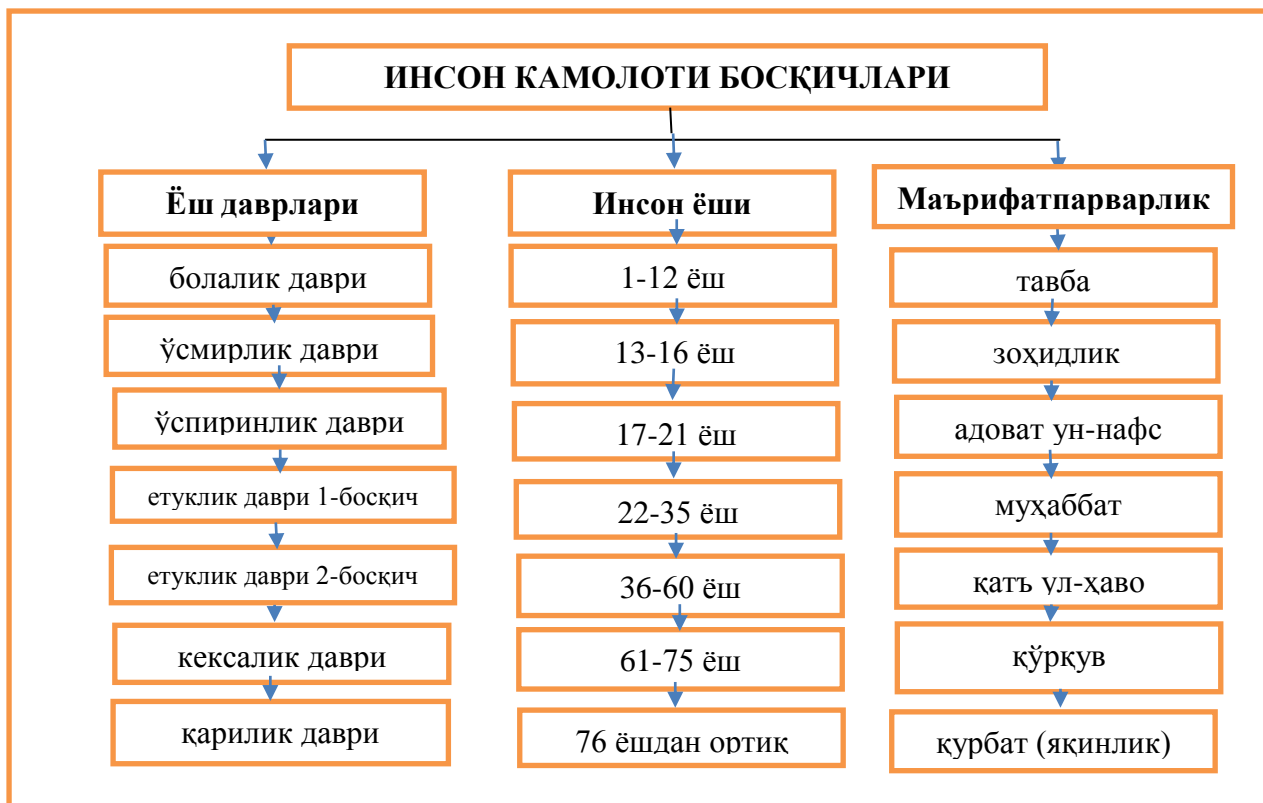 ИНСОН КАМОЛОТИ БОСҚИЧЛАРИ
Ёш даврлари
болалик даври
ўсмирлик даври
ўспиринлик даври
етуклик даври 1-босқич
етуклик даври 2-босқич
кексалик даври
қарилик даври
Инсон ёши
1-12 ёш
13-16 ёш
17-21 ёш
22-35 ёш
36-60 ёш
61-75 ёш
76 ёшдан ортиқ
Маърифатпарварлик
тавба
зоҳидлик
адоват ун-нафс
муҳаббат
қатъ ул-ҳаво
қўрқув
қурбат (яқинлик)